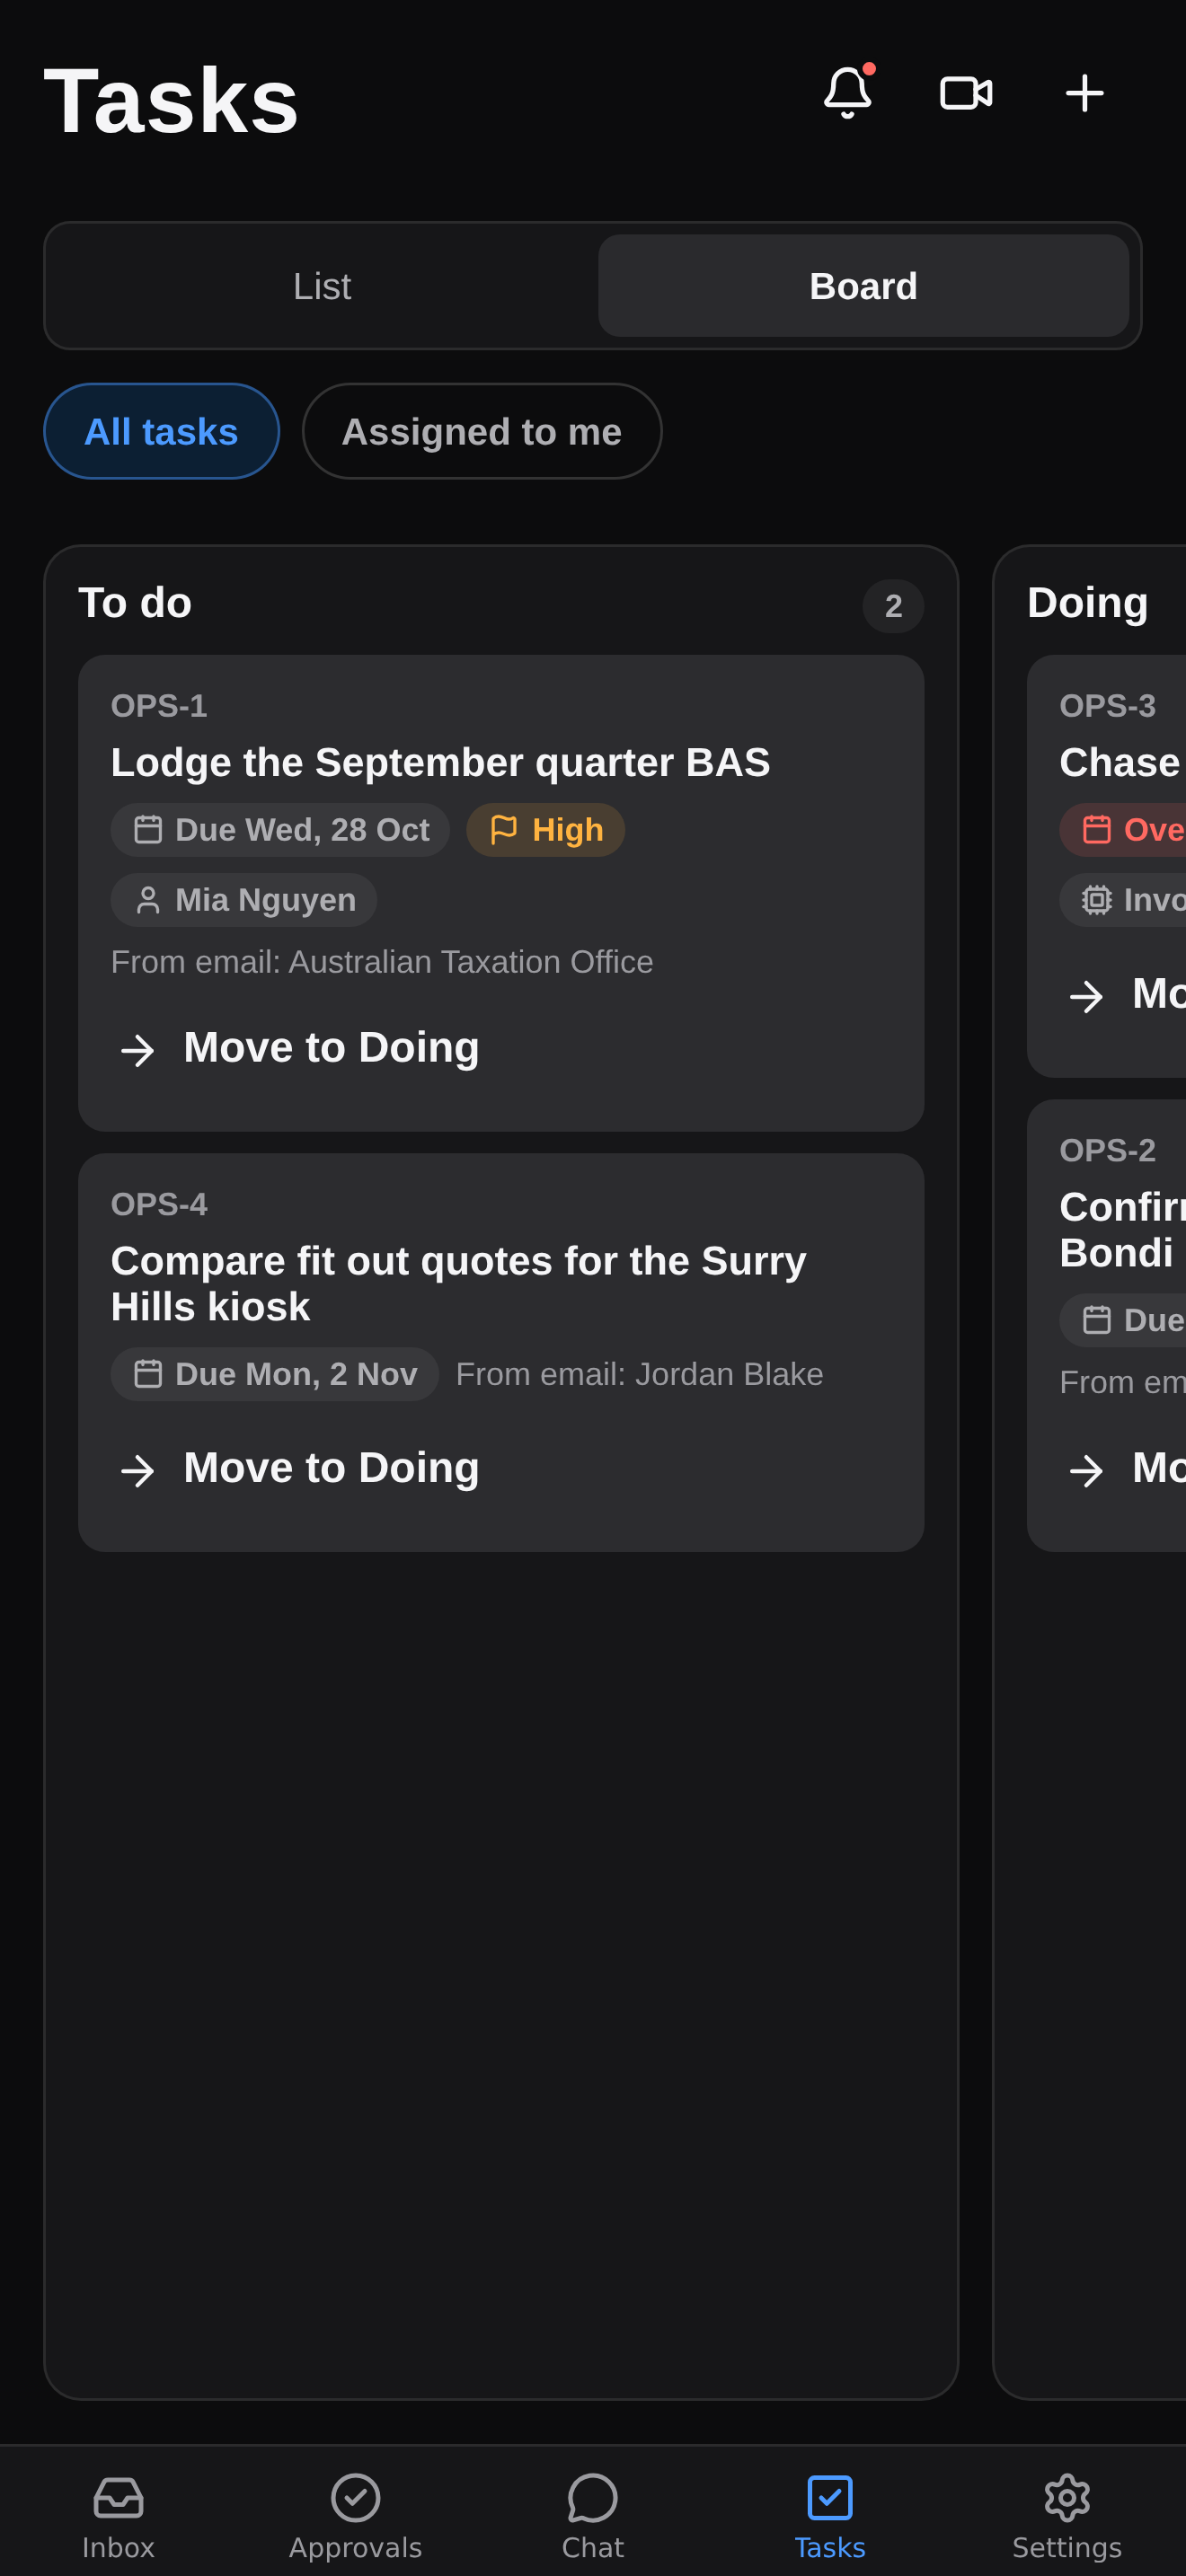 Tasks
List
Board
All tasks
Assigned to me
To do
2
OPS-1
Lodge the September quarter BAS
Due Wed, 28 Oct
High
Mia Nguyen
From email: Australian Taxation Office
Move to Doing
OPS-4
Compare fit out quotes for the Surry
Hills kiosk
Due Mon, 2 Nov
From email: Jordan Blake
Move to Doing
Doing
OPS-3
Chase
OPS-2
Bondi
Due
From
Inbox
Approvals
Chat
Tasks
Settings